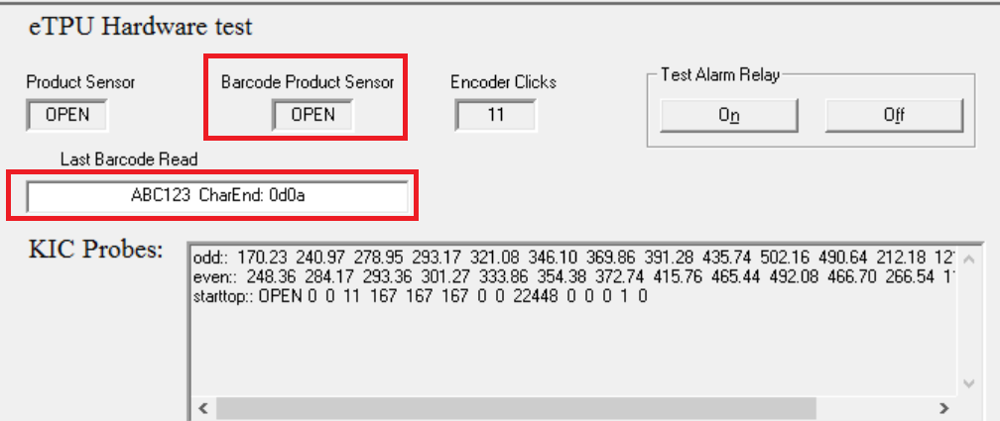 eTPU Hardware test
Product Sensor Barcode Product Sensor Encoder Clicks Test Alarm Relay
OPEN OPEN 11 On Off
Last Barcode Read
ABC123 CharEnd: 0d0a
KIC Probes:
odd:: 170.23 240.97 278.95 293.17 321.08 346.10 369.86 391.28 435.74 502.16 490.64 212.18
even:: 248.36 284.17 293.36 301.27 333.86 354.38 372.74 415.76 465.44 492.08 466.70 266.54
starttop:: OPEN 0 0 11 167 167 167 0 0 22448 0 0 0 1 0